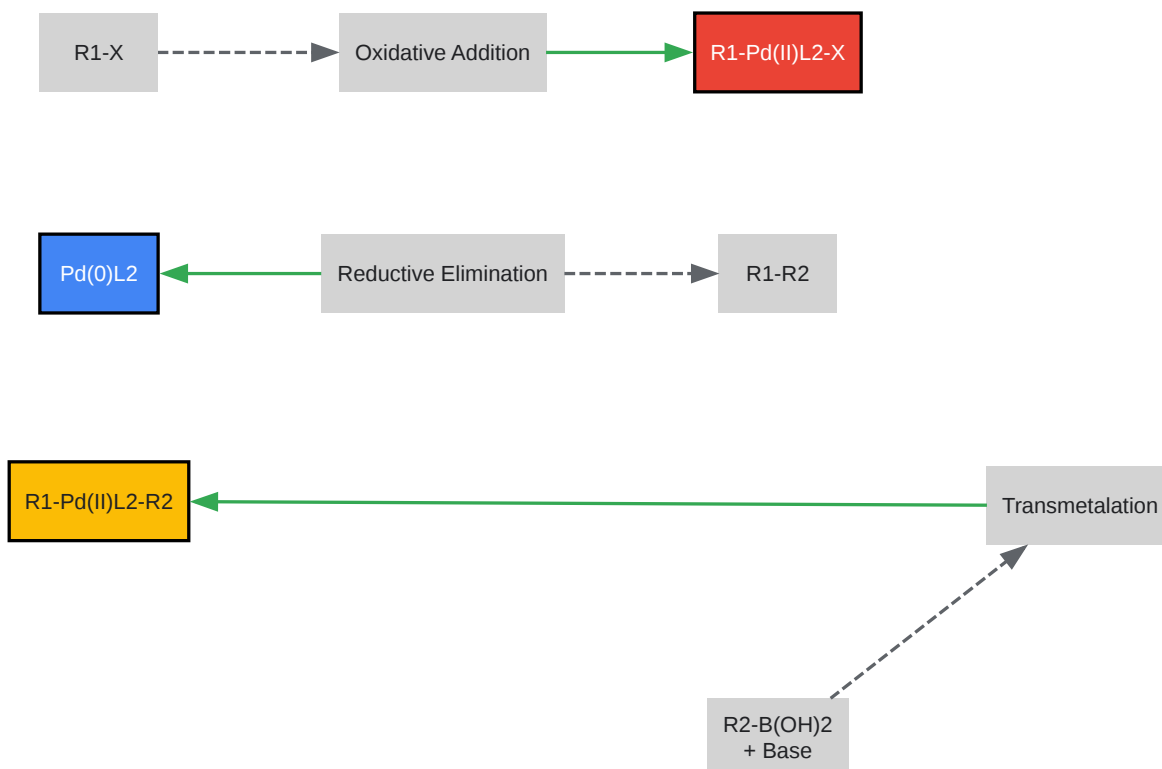 R1-X
Oxidative Addition
R1-Pd(II)L2-X
Pd(0)L2
Reductive Elimination
R1-R2
R1-Pd(II)L2-R2
Transmetalation
R2-B(OH)2
+ Base